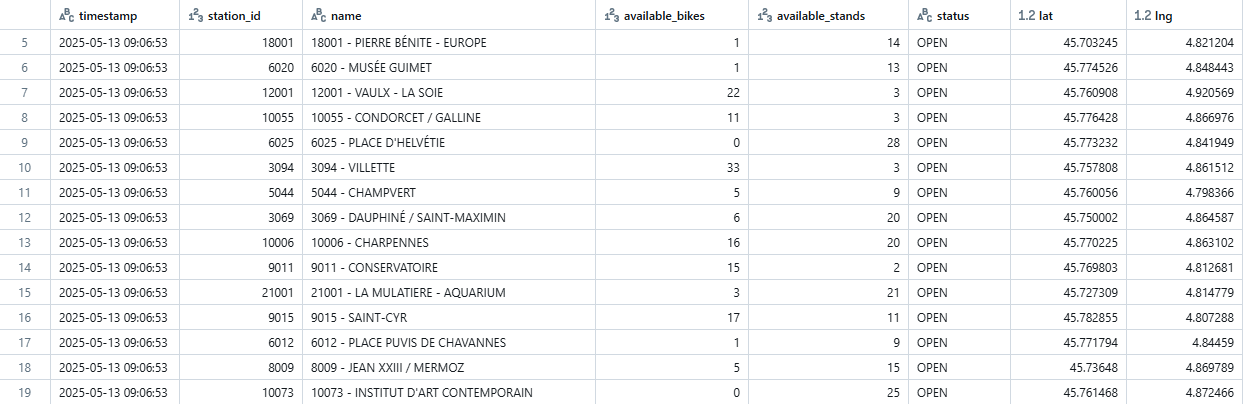 ABC timestamp 123 station_id ABC name 123 available_bikes 123 available_stands ABC status 1.2 lat 1.2 lng
5 2025-05-13 09:06:53 18001 18001 - PIERRE BÉNITE - EUROPE 1 14 OPEN 45.703245 4.821204
6 2025-05-13 09:06:53 6020 6020 - MUSÉE GUIMET 1 13 OPEN 45.774526 4.848443
7 2025-05-13 09:06:53 12001 12001 - VAULX - LA SOIE 22 3 OPEN 45.760908 4.920569
8 2025-05-13 09:06:53 10055 10055 - CONDORCET / GALLINE 11 3 OPEN 45.776428 4.866976
9 2025-05-13 09:06:53 6025 6025 - PLACE D'HELVÉTIE 0 28 OPEN 45.773232 4.841949
10 2025-05-13 09:06:53 3094 3094 - VILLETTE 33 3 OPEN 45.757808 4.861512
11 2025-05-13 09:06:53 5044 5044 - CHAMPVERT 5 9 OPEN 45.760056 4.798366
12 2025-05-13 09:06:53 3069 3069 - DAUPHINÉ / SAINT-MAXIMIN 6 20 OPEN 45.750002 4.864587
13 2025-05-13 09:06:53 10006 10006 - CHARPENNES 16 20 OPEN 45.770225 4.863102
14 2025-05-13 09:06:53 9011 9011 - CONSERVATOIRE 15 2 OPEN 45.769803 4.812681
15 2025-05-13 09:06:53 21001 21001 - LA MULATIERE - AQUARIUM 3 21 OPEN 45.727309 4.814779
16 2025-05-13 09:06:53 9015 9015 - SAINT-CYR 17 11 OPEN 45.782855 4.807288
17 2025-05-13 09:06:53 6012 6012 - PLACE PUVIS DE CHAVANNES 1 9 OPEN 45.771794 4.84459
18 2025-05-13 09:06:53 8009 8009 - JEAN XXIII / MERMOZ 5 15 OPEN 45.73648 4.869789
19 2025-05-13 09:06:53 10073 10073 - INSTITUT D'ART CONTEMPORAIN 0 25 OPEN 45.761468 4.872466